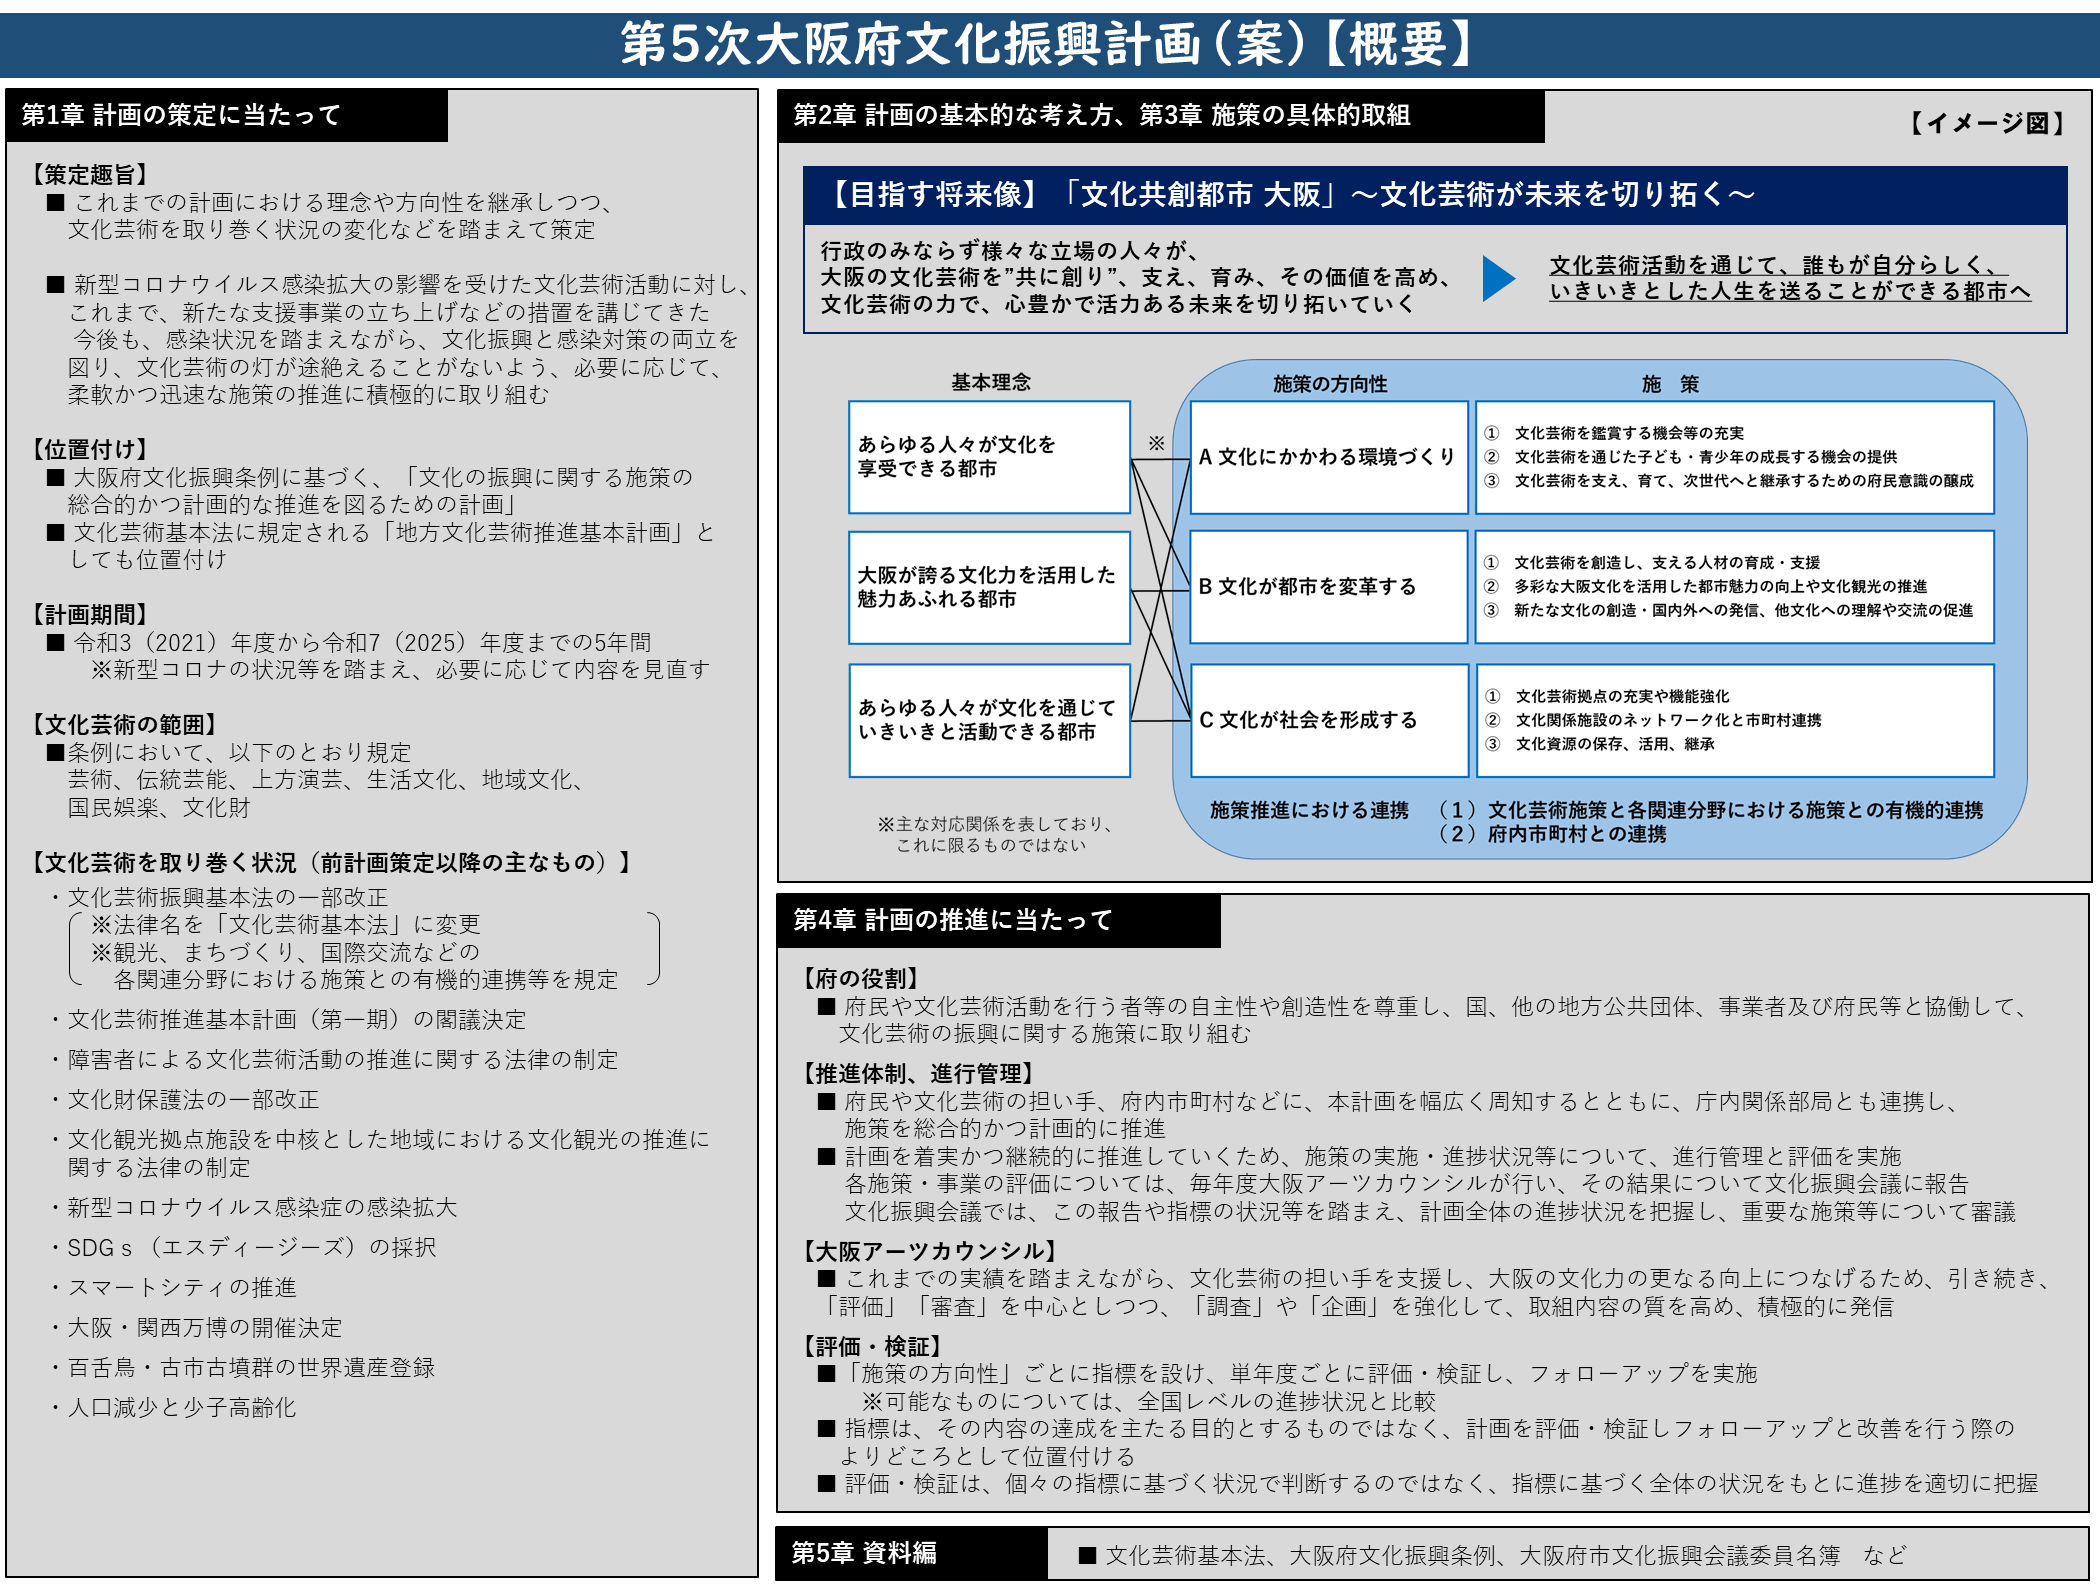 第5次大阪府文化振興計画（案）【概要】
第1章 計画の策定に当たって
【策定趣旨】
■ これまでの計画における理念や方向性を継承しつつ、
文化芸術を取り巻く状況の変化などを踏まえて策定
■ 新型コロナウイルス感染拡大の影響を受けた文化芸術活動に対し、
これまで、新たな支援事業の立ち上げなどの措置を講じてきた
今後も、感染状況を踏まえながら、文化振興と感染対策の両立を
図り、文化芸術の灯が途絶えることがないよう、必要に応じて、
柔軟かつ迅速な施策の推進に積極的に取り組む
【位置付け】
■ 大阪府文化振興条例に基づく、「文化の振興に関する施策の
総合的かつ計画的な推進を図るための計画」
■ 文化芸術基本法に規定される「地方文化芸術推進基本計画」と
しても位置付け
【計画期間】
■ 令和3（2021）年度から令和7（2025）年度までの5年間
※新型コロナの状況等を踏まえ、必要に応じて内容を見直す
【文化芸術の範囲】
■条例において、以下のとおり規定
芸術、伝統芸能、上方演芸、生活文化、地域文化、
国民娯楽、文化財
【文化芸術を取り巻く状況（前計画策定以降の主なもの）】
・文化芸術振興基本法の一部改正
※法律名を「文化芸術基本法」に変更
※観光、まちづくり、国際交流などの
各関連分野における施策との有機的連携等を規定
・文化芸術推進基本計画（第一期）の閣議決定
・障害者による文化芸術活動の推進に関する法律の制定
・文化財保護法の一部改正
・文化観光拠点施設を中核とした地域における文化観光の推進に
関する法律の制定
・新型コロナウイルス感染症の感染拡大
・SDGｓ（エスディージーズ）の採択
・スマートシティの推進
・大阪・関西万博の開催決定
・百舌鳥・古市古墳群の世界遺産登録
・人口減少と少子高齢化
第2章 計画の基本的な考え方、第3章 施策の具体的取組
【イメージ図】
【目指す将来像】「文化共創都市 大阪」～文化芸術が未来を切り拓く～
行政のみならず様々な立場の人々が、
大阪の文化芸術を”共に創り”、支え、育み、その価値を高め、
文化芸術の力で、心豊かで活力ある未来を切り拓いていく
文化芸術活動を通じて、誰もが自分らしく、
いきいきとした人生を送ることができる都市へ
基本理念
施策の方向性
施　策
あらゆる人々が文化を
享受できる都市
※
A 文化にかかわる環境づくり
①　文化芸術を鑑賞する機会等の充実
②　文化芸術を通じた子ども・青少年の成長する機会の提供
③　文化芸術を支え、育て、次世代へと継承するための府民意識の醸成
大阪が誇る文化力を活用した
魅力あふれる都市
B 文化が都市を変革する
①　文化芸術を創造し、支える人材の育成・支援
②　多彩な大阪文化を活用した都市魅力の向上や文化観光の推進
③　新たな文化の創造・国内外への発信、他文化への理解や交流の促進
あらゆる人々が文化を通じて
いきいきと活動できる都市
C 文化が社会を形成する
①　文化芸術拠点の充実や機能強化
②　文化関係施設のネットワーク化と市町村連携
③　文化資源の保存、活用、継承
※主な対応関係を表しており、
これに限るものではない
施策推進における連携　（１）文化芸術施策と各関連分野における施策との有機的連携
（２）府内市町村との連携
第4章 計画の推進に当たって
【府の役割】
■ 府民や文化芸術活動を行う者等の自主性や創造性を尊重し、国、他の地方公共団体、事業者及び府民等と協働して、
文化芸術の振興に関する施策に取り組む
【推進体制、進行管理】
■ 府民や文化芸術の担い手、府内市町村などに、本計画を幅広く周知するとともに、庁内関係部局とも連携し、
施策を総合的かつ計画的に推進
■ 計画を着実かつ継続的に推進していくため、施策の実施・進捗状況等について、進行管理と評価を実施
各施策・事業の評価については、毎年度大阪アーツカウンシルが行い、その結果について文化振興会議に報告
文化振興会議では、この報告や指標の状況等を踏まえ、計画全体の進捗状況を把握し、重要な施策等について審議
【大阪アーツカウンシル】
■ これまでの実績を踏まえながら、文化芸術の担い手を支援し、大阪の文化力の更なる向上につなげるため、引き続き、
「評価」「審査」を中心としつつ、「調査」や「企画」を強化して、取組内容の質を高め、積極的に発信
【評価・検証】
■「施策の方向性」ごとに指標を設け、単年度ごとに評価・検証し、フォローアップを実施
※可能なものについては、全国レベルの進捗状況と比較
■ 指標は、その内容の達成を主たる目的とするものではなく、計画を評価・検証しフォローアップと改善を行う際の
よりどころとして位置付ける
■ 評価・検証は、個々の指標に基づく状況で判断するのではなく、指標に基づく全体の状況をもとに進捗を適切に把握
第5章 資料編
■ 文化芸術基本法、大阪府文化振興条例、大阪府市文化振興会議委員名簿　など